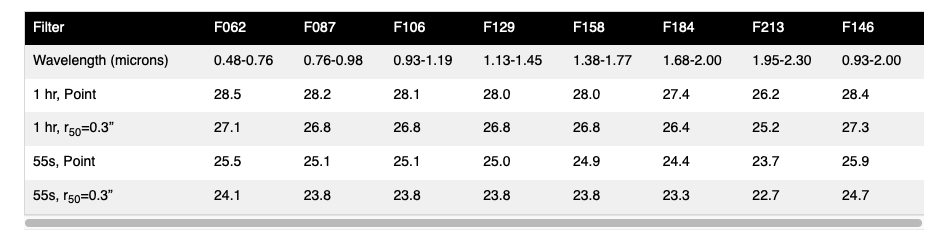 Filter F062 F087 F106 F129 F158 F184 F213 F146
Wavelength (microns) 0.48-0.76 0.76-0.98 0.93-1.19 1.13-1.45 1.38-1.77 1.68-2.00 1.95-2.30 0.93-2.00
1 hr, Point 28.5 28.2 28.1 28.0 28.0 27.4 26.2 28.4
1 hr, r50=0.3” 27.1 26.8 26.8 26.8 26.8 26.4 25.2 27.3
55s, Point 25.5 25.1 25.1 25.0 24.9 24.4 23.7 25.9
55s, r50=0.3” 24.1 23.8 23.8 23.8 23.8 23.3 22.7 24.7